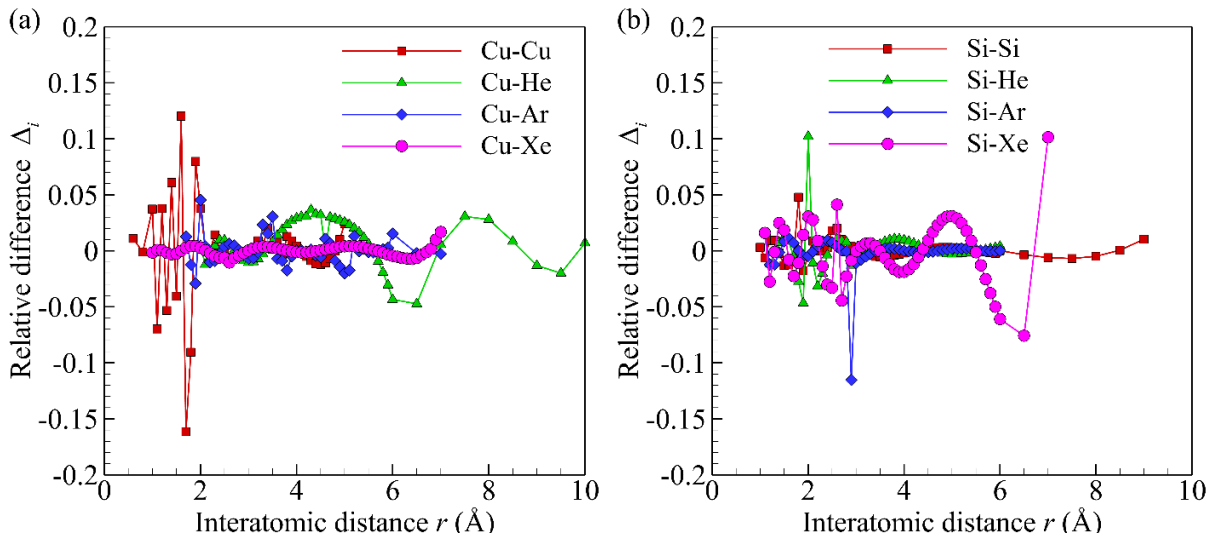 (a)
Relative difference Δi
0.2
0.15
0.1
0.05
0
-0.05
-0.1
-0.15
-0.2
Cu-Cu
Cu-He
Cu-Ar
Cu-Xe
0 2 4 6 8 10
Interatomic distance r (Å)
(b)
Relative difference Δi
0.2
0.15
0.1
0.05
0
-0.05
-0.1
-0.15
-0.2
Si-Si
Si-He
Si-Ar
Si-Xe
0 2 4 6 8 10
Interatomic distance r (Å)